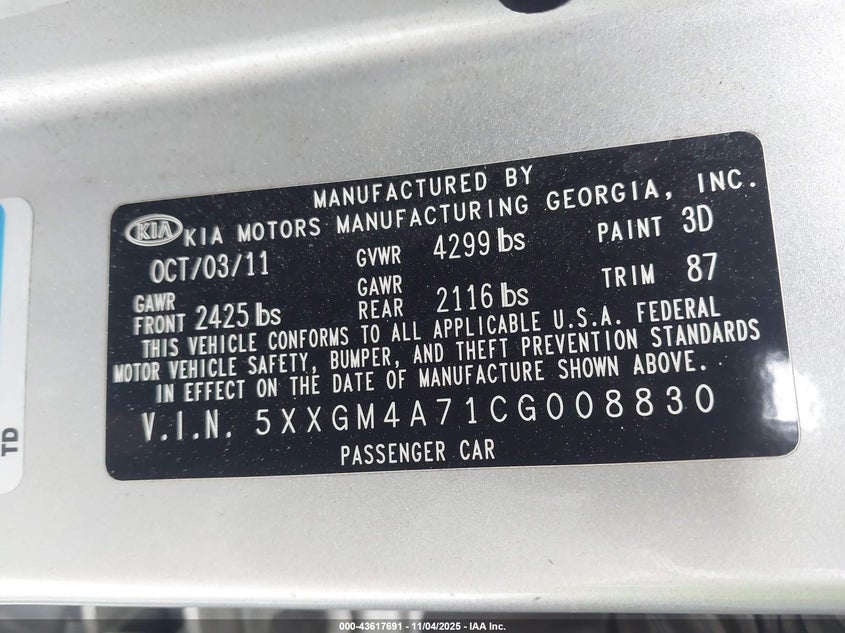 MANUFACTURED BY
KIA KIA MOTORS MANUFACTURING GEORGIA, INC.
OCT/03/11 GVWR 4299 lbs PAINT 3D
GAWR FRONT 2425 lbs GAWR REAR 2116 lbs TRIM 87
THIS VEHICLE CONFORMS TO ALL APPLICABLE U.S.A. FEDERAL
MOTOR VEHICLE SAFETY, BUMPER, AND THEFT PREVENTION STANDARDS
IN EFFECT ON THE DATE OF MANUFACTURE SHOWN ABOVE.
V.I.N. 5XXGM4A71CG008830
PASSENGER CAR
TD
000-43617691 - 11/04/2025 - IAA Inc.